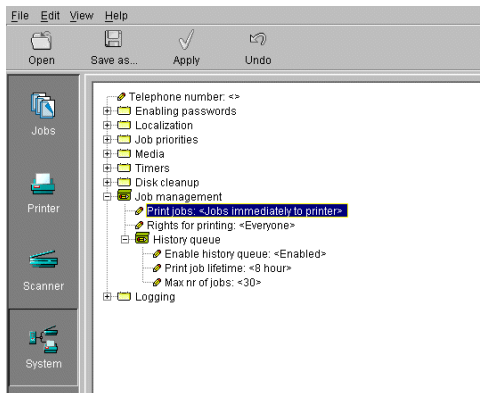 File Edit View Help
Open Save as... Apply Undo
Jobs
Printer
Scanner
System
Telephone number: <>
Enabling passwords
Localization
Job priorities
Media
Timers
Disk cleanup
Job management
Print jobs: <Jobs immediately to printer>
Rights for printing: <Everyone>
History queue
Enable history queue: <Enabled>
Print job lifetime: <8 hour>
Max nr of jobs: <30>
Logging